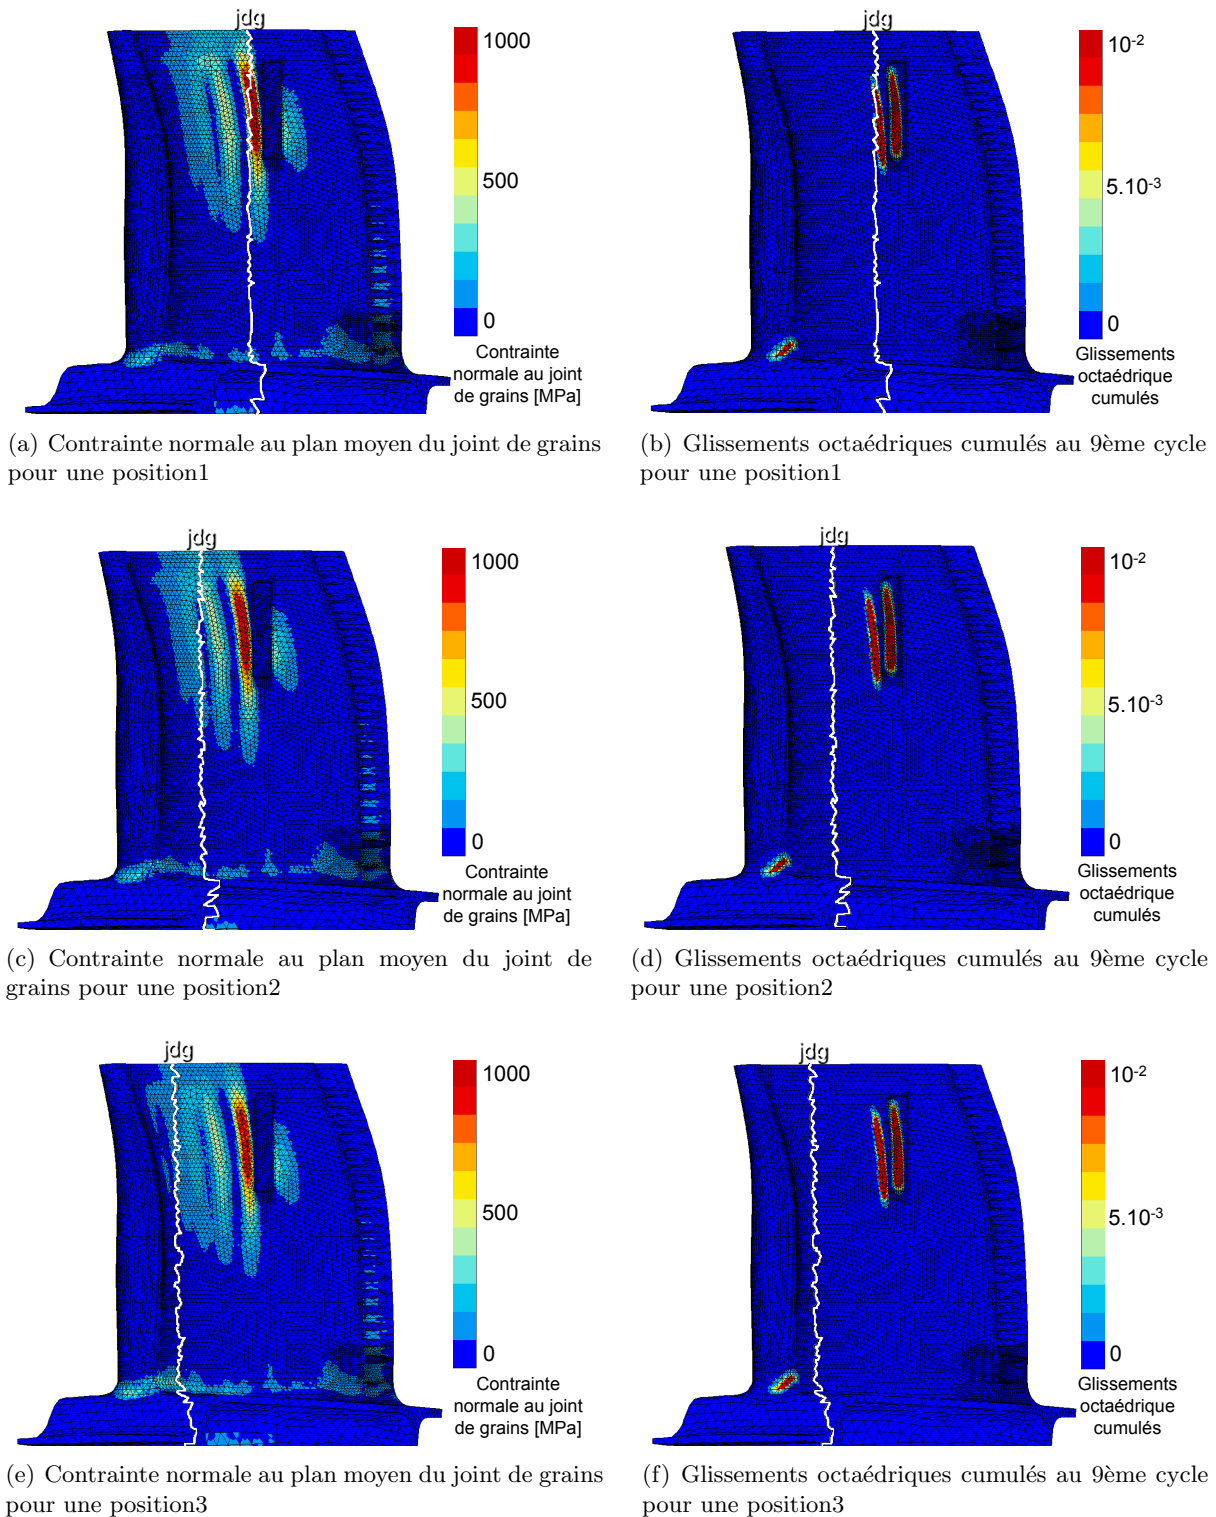 jdg
1000
500
0
Contrainte
normale au joint
de grains [MPa]
jdg
10-2
5.10-3
0
Glissements
octaédrique
cumulés
(a) Contrainte normale au plan moyen du joint de grains
pour une position1
(b) Glissements octaédriques cumulés au 9ème cycle
pour une position1
jdg
1000
500
0
Contrainte
normale au joint
de grains [MPa]
jdg
10-2
5.10-3
0
Glissements
octaédrique
cumulés
(c) Contrainte normale au plan moyen du joint de
grains pour une position2
(d) Glissements octaédriques cumulés au 9ème cycle
pour une position2
jdg
1000
500
0
Contrainte
normale au joint
de grains [MPa]
jdg
10-2
5.10-3
0
Glissements
octaédrique
cumulés
(e) Contrainte normale au plan moyen du joint de grains
pour une position3
(f) Glissements octaédriques cumulés au 9ème cycle
pour une position3